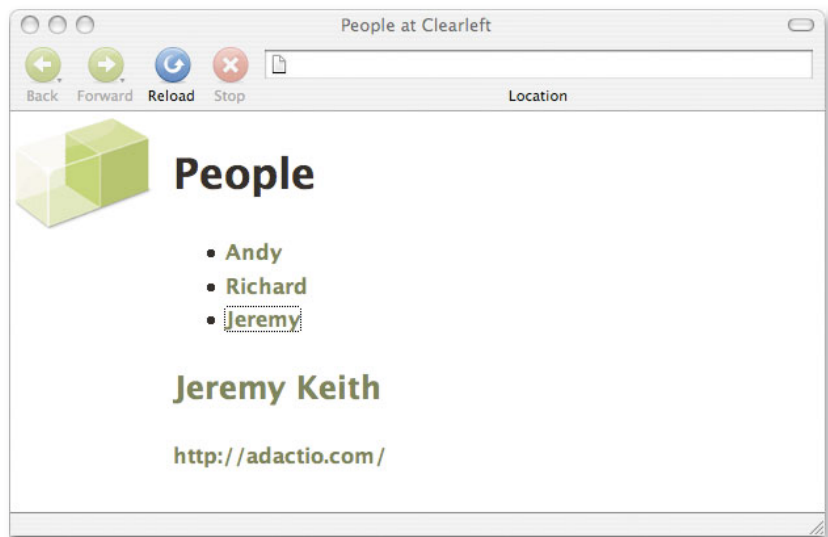 People at Clearleft
Back Forward Reload Stop Location
People
• Andy
• Richard
• Jeremy
Jeremy Keith
http://adactio.com/